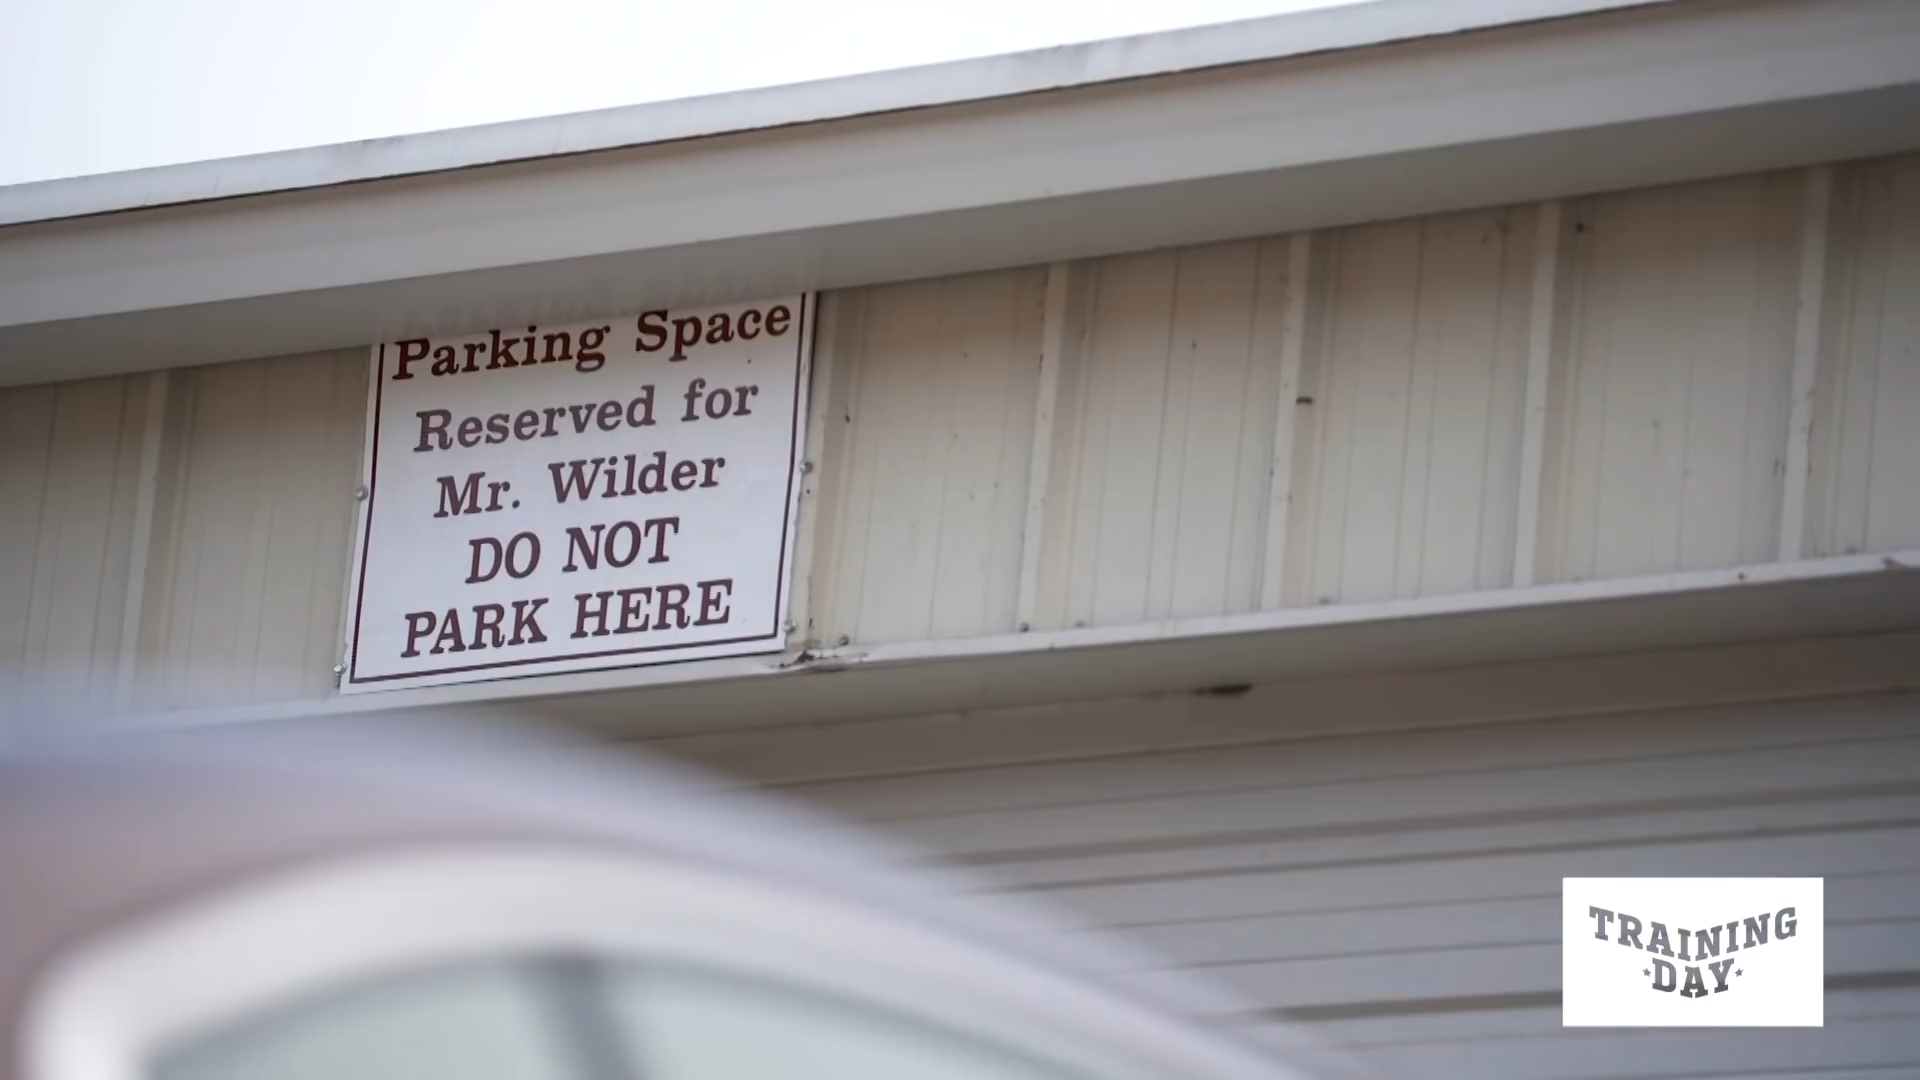 Parking Space
Reserved for
Mr. Wilder
DO NOT
PARK HERE
TRAINING
DAY